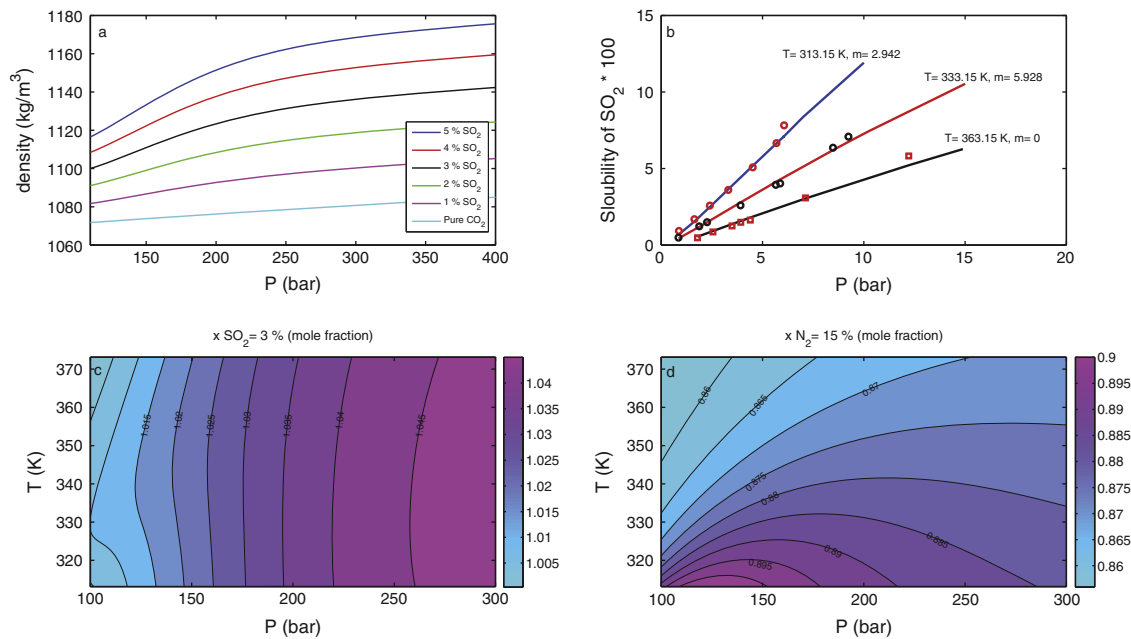 a
1180
1160
1140
1120
1100
1080
1060
density (kg/m³)
5 % SO₂
4 % SO₂
3 % SO₂
2 % SO₂
1 % SO₂
Pure CO₂
150 200 250 300 350 400
P (bar)
b
15
10
5
0
Sloubility of SO₂ * 100
T= 313.15 K, m= 2.942
T= 333.15 K, m= 5.928
T= 363.15 K, m= 0
0 5 10 15 20
P (bar)
x SO₂= 3 % (mole fraction)
c
370
360
350
340
330
320
T (K)
1.015
1.02
1.025
1.03
1.035
1.04
1.045
100 150 200 250 300
P (bar)
1.04
1.035
1.03
1.025
1.02
1.015
1.01
1.005
x N₂= 15 % (mole fraction)
d
370
360
350
340
330
320
T (K)
0.86
0.865
0.87
0.875
0.88
0.885
0.89
0.895
100 150 200 250 300
P (bar)
0.9
0.895
0.89
0.885
0.88
0.875
0.87
0.865
0.86